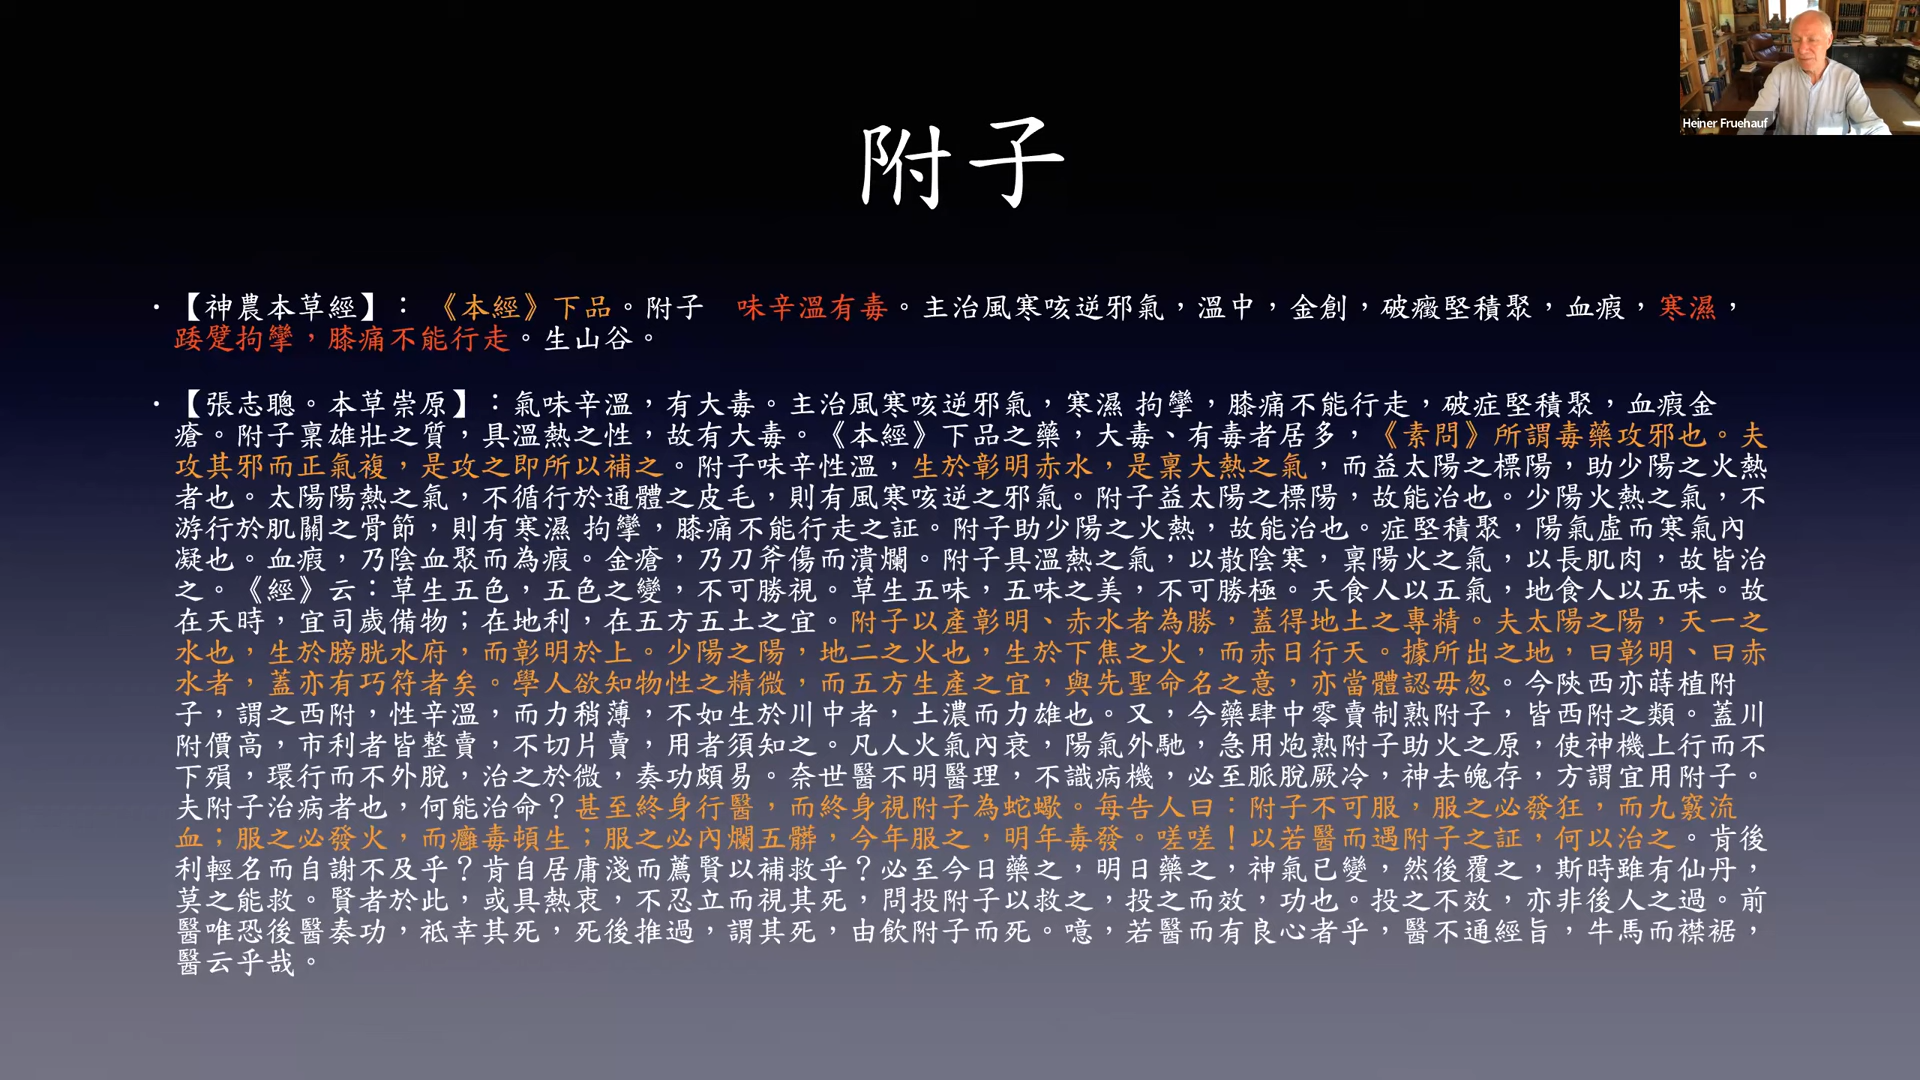 Heiner Fruehauf
附子
·【神農本草經】：《本經》下品。附子　味辛溫有毒。主治風寒咳逆邪氣，溫中，金創，破癥堅積聚，血瘕，寒濕，
踒躄拘攣，膝痛不能行走。生山谷。
·【張志聰。本草崇原】：氣味辛溫，有大毒。主治風寒咳逆邪氣，寒濕 拘攣，膝痛不能行走，破症堅積聚，血瘕金
瘡。附子稟雄壯之質，具溫熱之性，故有大毒。《本經》下品之藥，大毒、有毒者居多，《素問》所謂毒藥攻邪也。夫
攻其邪而正氣複，是攻之即所以補之。附子味辛性溫，生於彰明赤水，是稟大熱之氣，而益太陽之標陽，助少陽之火熱
者也。太陽陽熱之氣，不循行於通體之皮毛，則有風寒咳逆之邪氣。附子益太陽之標陽，故能治也。少陽火熱之氣，不
游行於肌關之骨節，則有寒濕 拘攣，膝痛不能行走之証。附子助少陽之火熱，故能治也。症堅積聚，陽氣虛而寒氣內
凝也。血瘕，乃陰血聚而為瘕。金瘡，乃刀斧傷而潰爛。附子具溫熱之氣，以散陰寒，稟陽火之氣，以長肌肉，故皆治
之。《經》云：草生五色，五色之變，不可勝視。草生五味，五味之美，不可勝極。天食人以五氣，地食人以五味。故
在天時，宜司歲備物；在地利，在五方五土之宜。附子以產彰明、赤水者為勝，蓋得地土之專精。夫太陽之陽，天一之
水也，生於膀胱水府，而彰明於上。少陽之陽，地二之火也，生於下焦之火，而赤日行天。據所出之地，曰彰明、曰赤
水者，蓋亦有巧符者矣。學人欲知物性之精微，而五方生產之宜，與先聖命名之意，亦當體認毋忽。今陝西亦蒔植附
子，謂之西附，性辛溫，而力稍薄，不如生於川中者，土濃而力雄也。又，今藥肆中零賣制熟附子，皆西附之類。蓋川
附價高，市利者皆整賣，不切片賣，用者須知之。凡人火氣內衰，陽氣外馳，急用炮熟附子助火之原，使神機上行而不
下殞，環行而不外脫，治之於微，奏功頗易。奈世醫不明醫理，不識病機，必至脈脫厥冷，神去魄存，方謂宜用附子。
夫附子治病者也，何能治命？甚至終身行醫，而終身視附子為蛇蠍。每告人曰：附子不可服，服之必發狂，而九竅流
血；服之必發火，而癰毒頓生；服之必內爛五髒，今年服之，明年毒發。嗟嗟！以若醫而遇附子之証，何以治之。肯後
利輕名而自謝不及乎？肯自居庸淺而薦賢以補救乎？必至今日藥之，明日藥之，神氣已變，然後覆之，斯時雖有仙丹，
莫之能救。賢者於此，或具熱衷，不忍立而視其死，問投附子以救之，投之而效，功也。投之不效，亦非後人之過。前
醫唯恐後醫奏功，祗幸其死，死後推過，謂其死，由飲附子而死。噫，若醫而有良心者乎，醫不通經旨，牛馬而襟裾，
醫云乎哉。